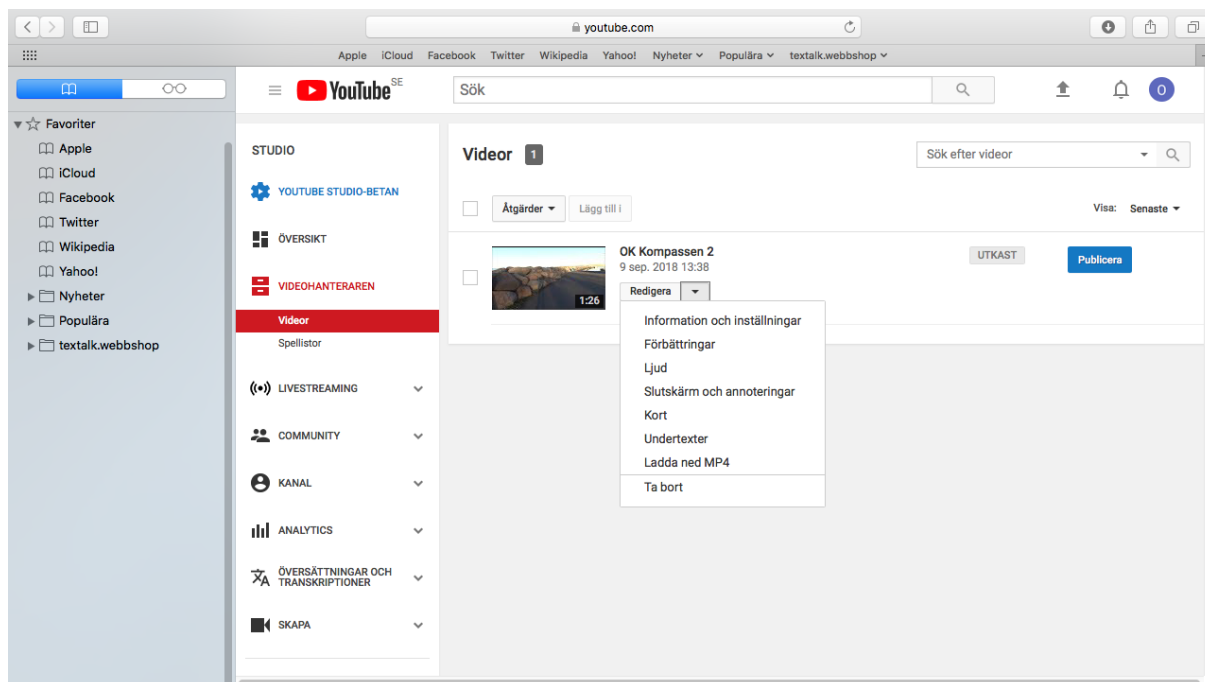 youtube.com
Apple iCloud Facebook Twitter Wikipedia Yahoo! Nyheter Populära textalk.webbshop
Favoriter
Apple
iCloud
Facebook
Twitter
Wikipedia
Yahoo!
Nyheter
Populära
textalk.webbshop
YouTube SE
Sök
O
STUDIO
YOUTUBE STUDIO-BETAN
ÖVERSIKT
VIDEOHANTERAREN
Videor
Spellistor
LIVESTREAMING
COMMUNITY
KANAL
ANALYTICS
ÖVERSÄTTNINGAR OCH
TRANSKRIPTIONER
SKAPA
Videor 1
Sök efter videor
Åtgärder Lägg till i
Visa: Senaste
1:26
OK Kompassen 2
9 sep. 2018 13:38
Redigera
UTKAST
Publicera
Information och inställningar
Förbättringar
Ljud
Slutskärm och annoteringar
Kort
Undertexter
Ladda ned MP4
Ta bort